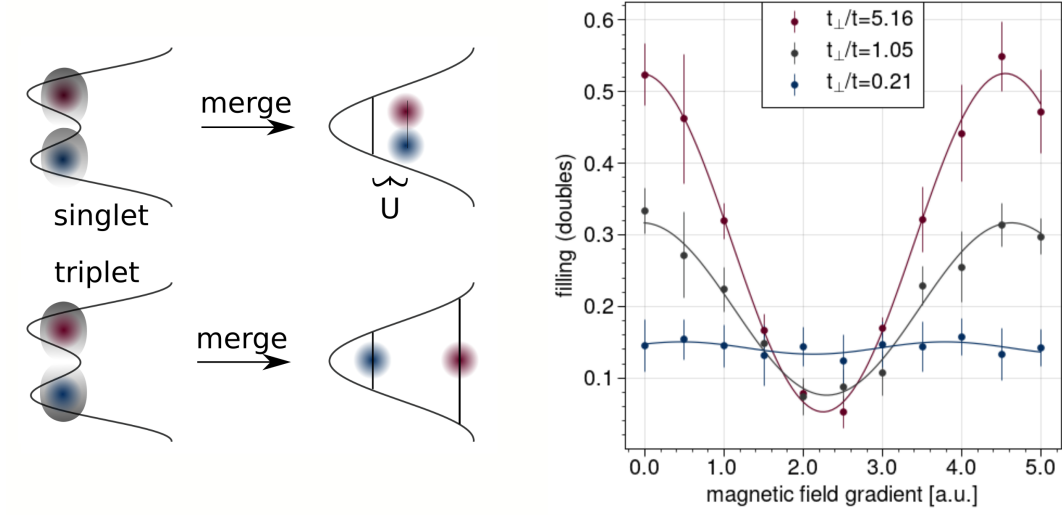 merge
U
singlet
triplet
merge
t⊥/t=5.16
t⊥/t=1.05
t⊥/t=0.21
filling (doubles)
0.6
0.5
0.4
0.3
0.2
0.1
0.0 1.0 2.0 3.0 4.0 5.0
magnetic field gradient [a.u.]